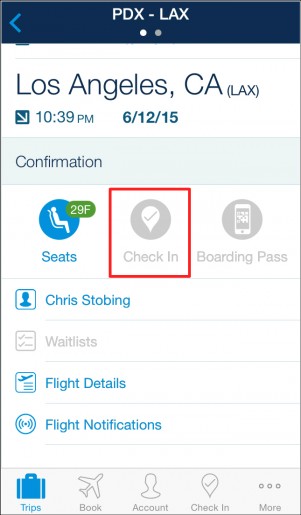 PDX - LAX
Los Angeles, CA (LAX)
10:39 PM 6/12/15
Confirmation
29F
Seats Check In Boarding Pass
Chris Stobing
Waitlists
Flight Details
Flight Notifications
Trips Book Account Check In More